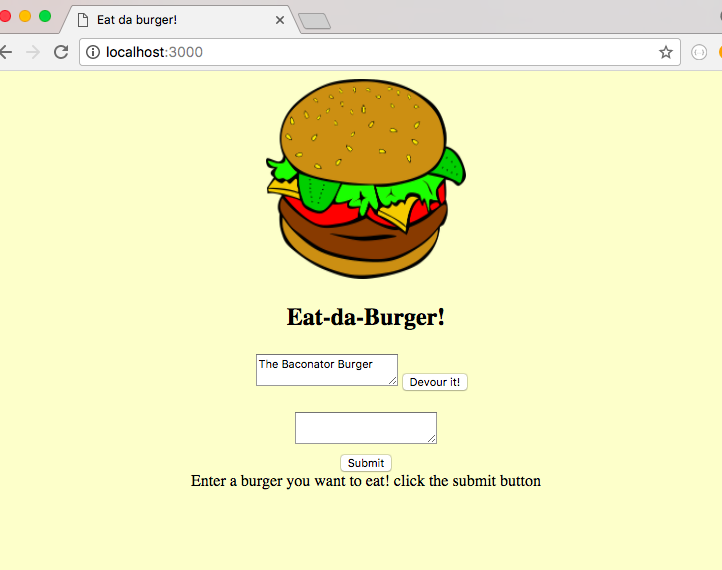 Eat da burger!
localhost:3000
Eat-da-Burger!
The Baconator Burger
Devour it!
Submit
Enter a burger you want to eat! click the submit button